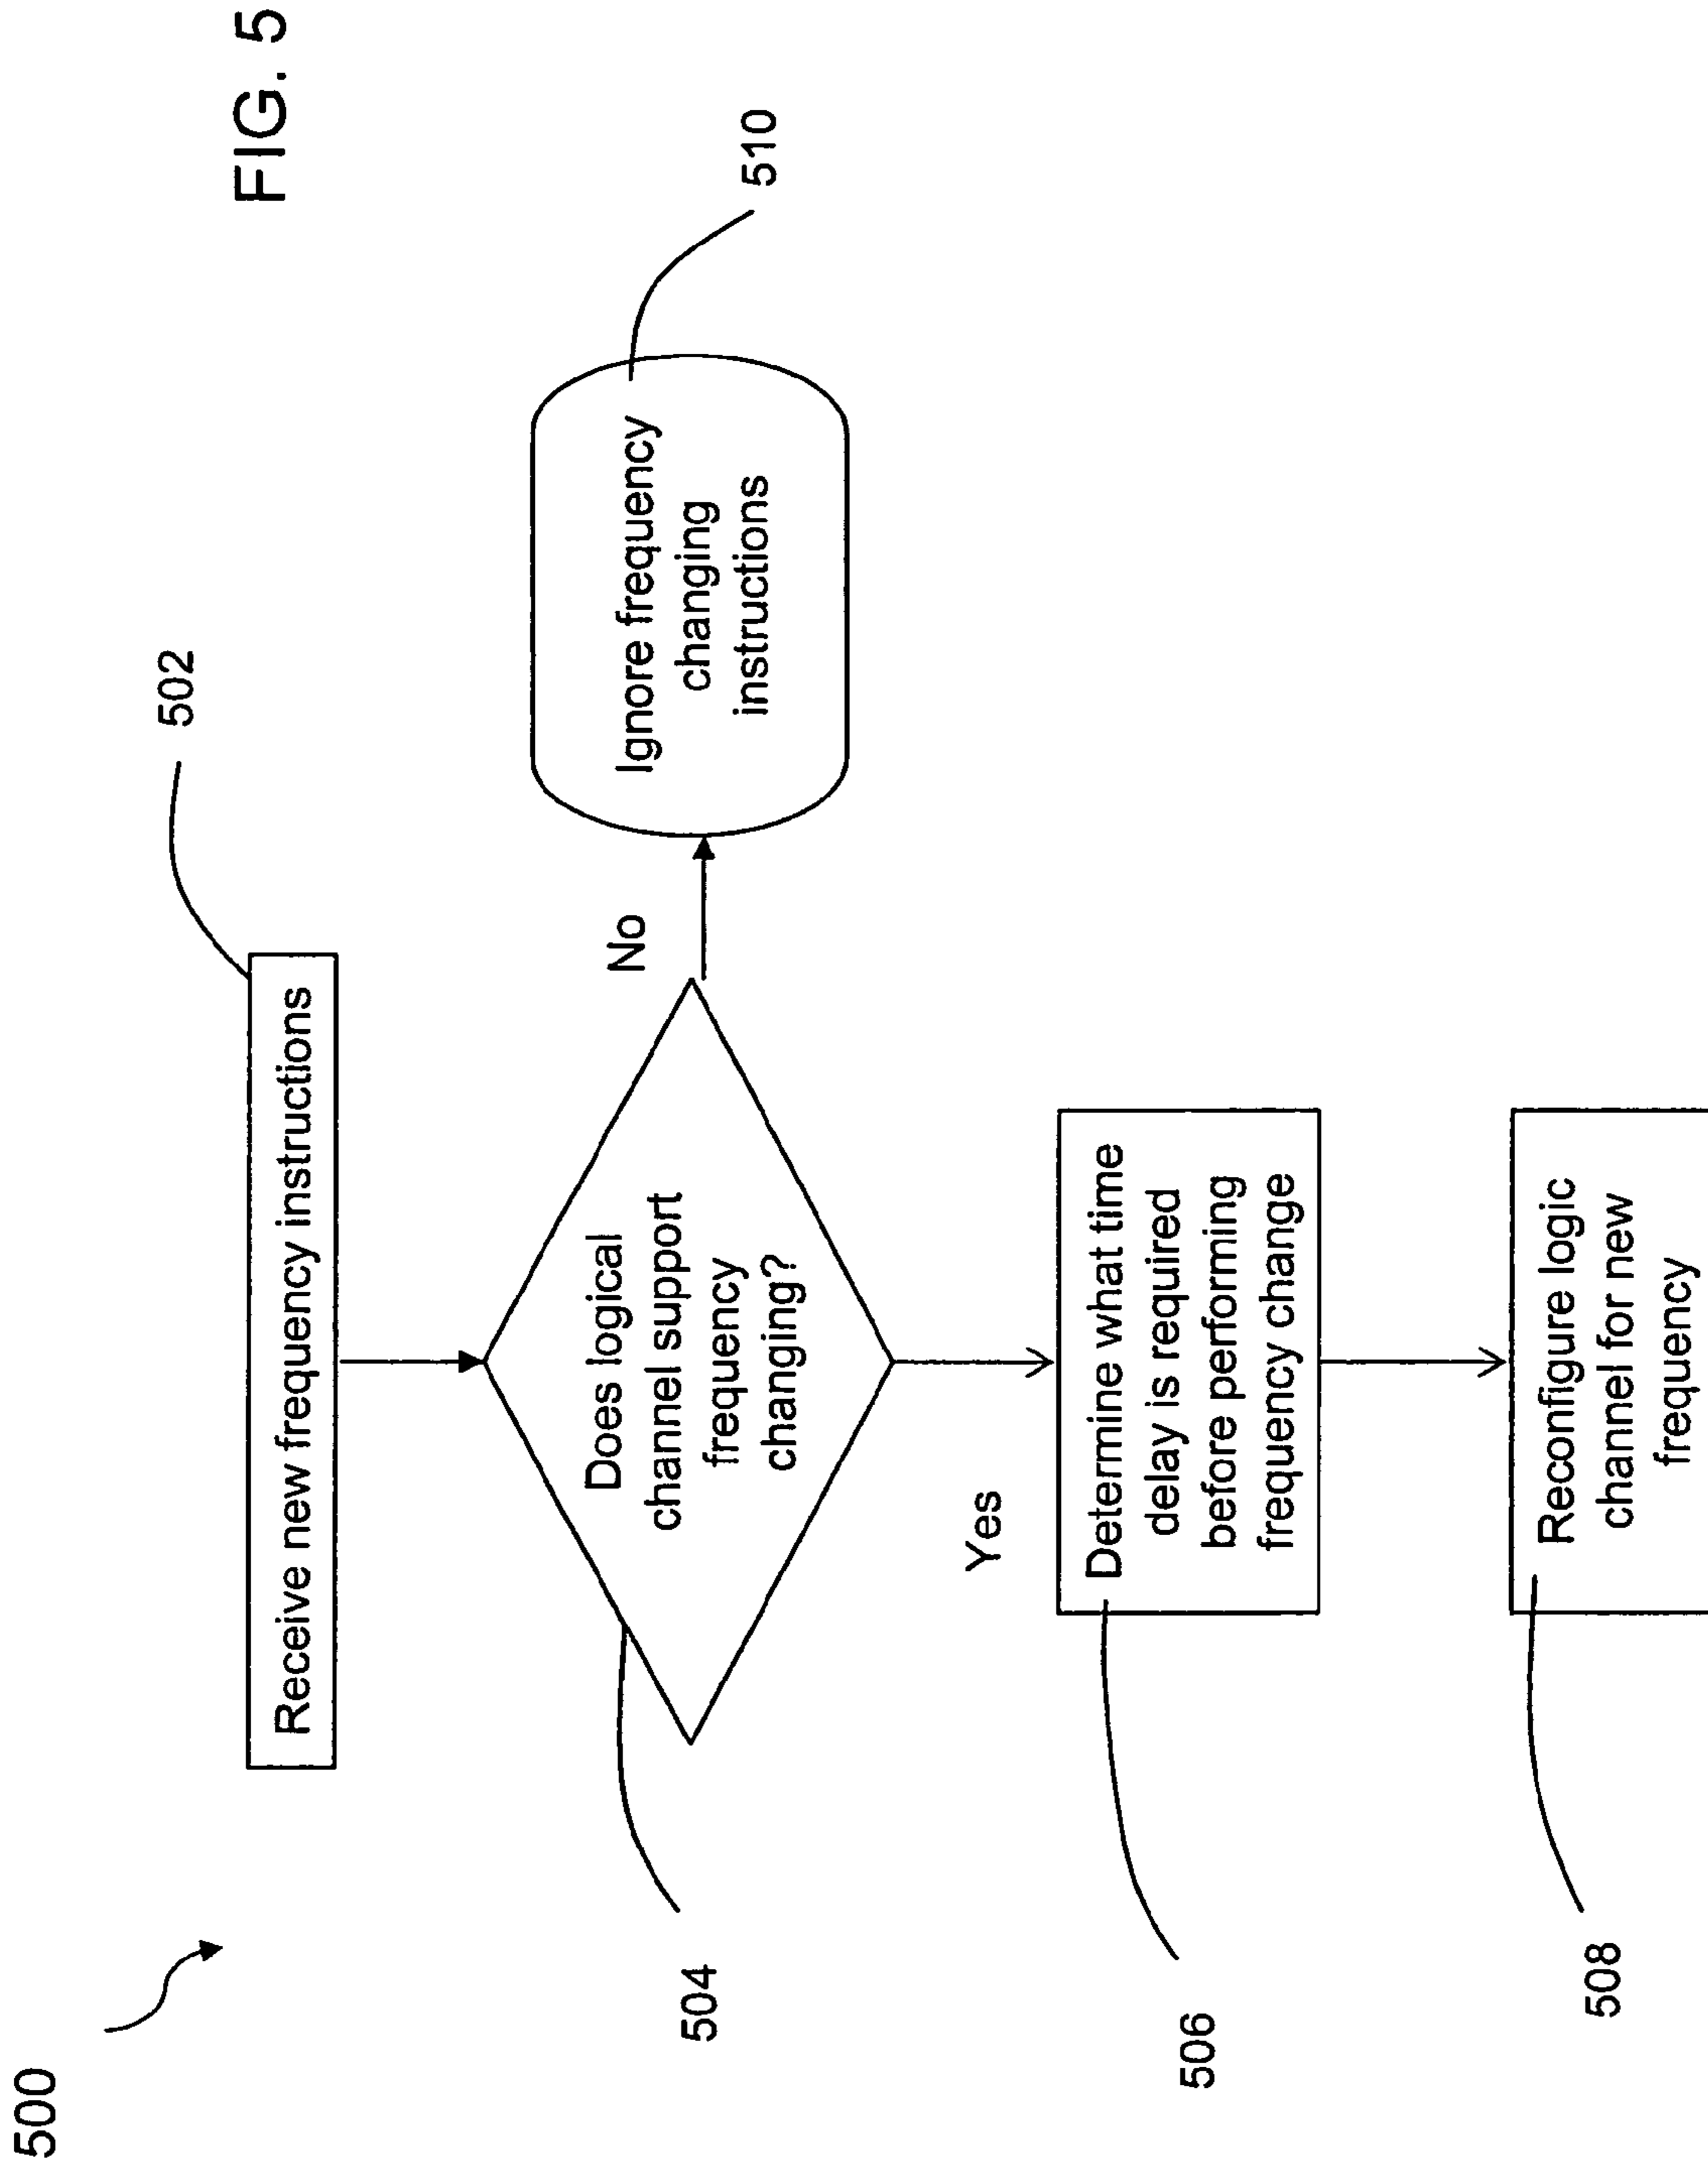 FIG. 5
500
502
Receive new frequency instructions
504
Does logical
channel support
frequency
changing?
No
510
Ignore frequency
changing
instructions
Yes
506
Determine what time
delay is required
before performing
frequency change
508
Reconfigure logic
channel for new
frequency